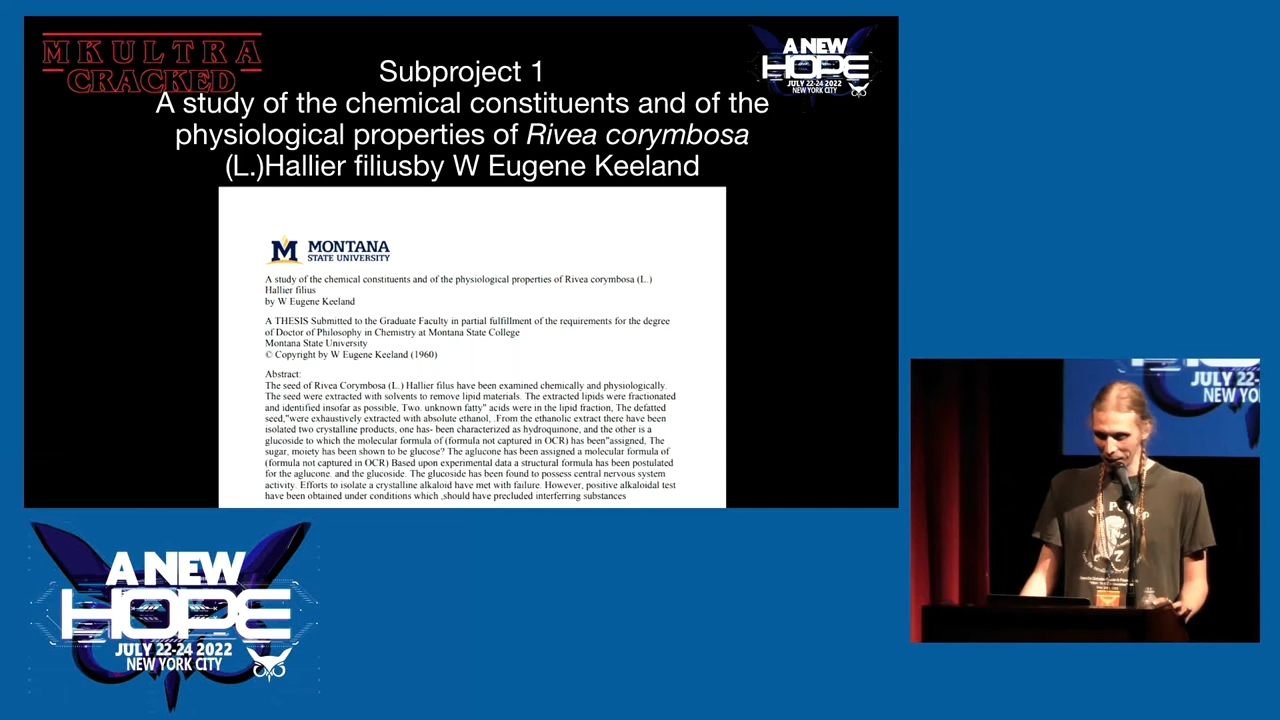 MKULTRA
CRACKED
A NEW
HOPE
JULY 22-24 2022
NEW YORK CITY
Subproject 1
A study of the chemical constituents and of the
physiological properties of Rivea corymbosa
(L.)Hallier filiusby W Eugene Keeland
M MONTANA
STATE UNIVERSITY
A study of the chemical constituents and of the physiological properties of Rivea corymbosa (L.)
Hallier filius
by W Eugene Keeland
A THESIS Submitted to the Graduate Faculty in partial fulfillment of the requirements for the degree
of Doctor of Philosophy in Chemistry at Montana State College
Montana State University
© Copyright by W Eugene Keeland (1960)
Abstract:
The seed of Rivea Corymbosa (L.) Hallier filus have been examined chemically and physiologically.
The seed were extracted with solvents to remove lipid materials. The extracted lipids were fractionated
and identified insofar as possible, Two. unknown fatty" acids were in the lipid fraction, The defatted
seed,"were exhaustively extracted with absolute ethanol, .From the ethanolic extract there have been
isolated two crystalline products, one has- been characterized as hydroquinone, and the other is a
glucoside to which the molecular formula of (formula not captured in OCR) has been"assigned, The
sugar, moiety has been shown to be glucose? The aglucone has been assigned a molecular formula of
(formula not captured in OCR) Based upon experimental data a structural formula has been postulated
for the aglucone. and the glucoside. The glucoside has been found to possess central nervous system
activity. Efforts to isolate a crystalline alkaloid have met with failure. However, positive alkaloidal test
have been obtained under conditions which ,should have precluded interfering substances
A NEW
HOPE
JULY 22-24 2022
NEW YORK CITY
JULY 22-
NEW YO